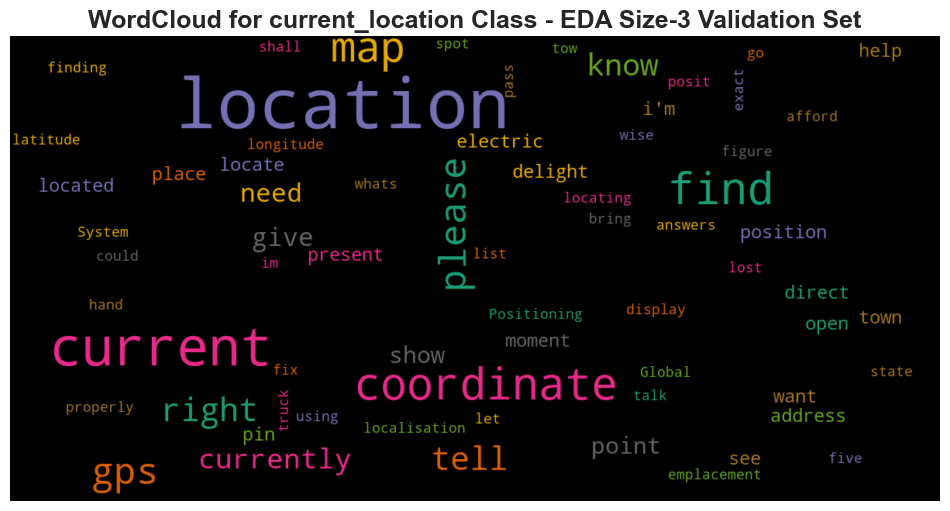 WordCloud for current_location Class - EDA Size-3 Validation Set
shall
map
spot
tow
go
help
finding
know
pass
posit
exact
location
i'm
afford
latitude
longitude
electric
wise
figure
place
locate
delight
located
need
whats
please
find
locating
bring
answers
position
System
could
give
im
present
list
lost
direct
hand
Positioning
display
open
town
moment
current
show
fix
coordinate
Global
state
talk
want
properly
right
truck
using
let
address
pin
localisation
point
gps
currently
tell
see
five
emplacement